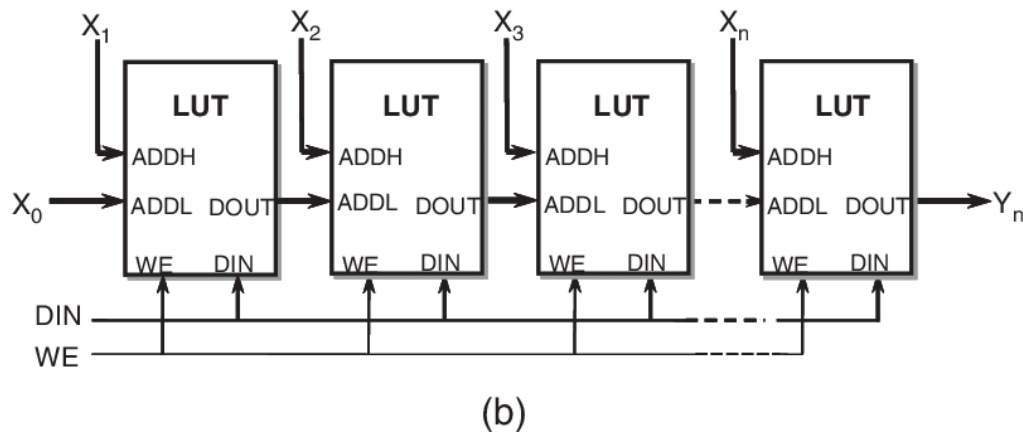 X1 X2 X3 Xn
LUT LUT LUT LUT
ADDH ADDH ADDH ADDH
X0 ADDL DOUT ADDL DOUT ADDL DOUT ADDL DOUT Yn
WE DIN WE DIN WE DIN WE DIN
DIN
WE
(b)